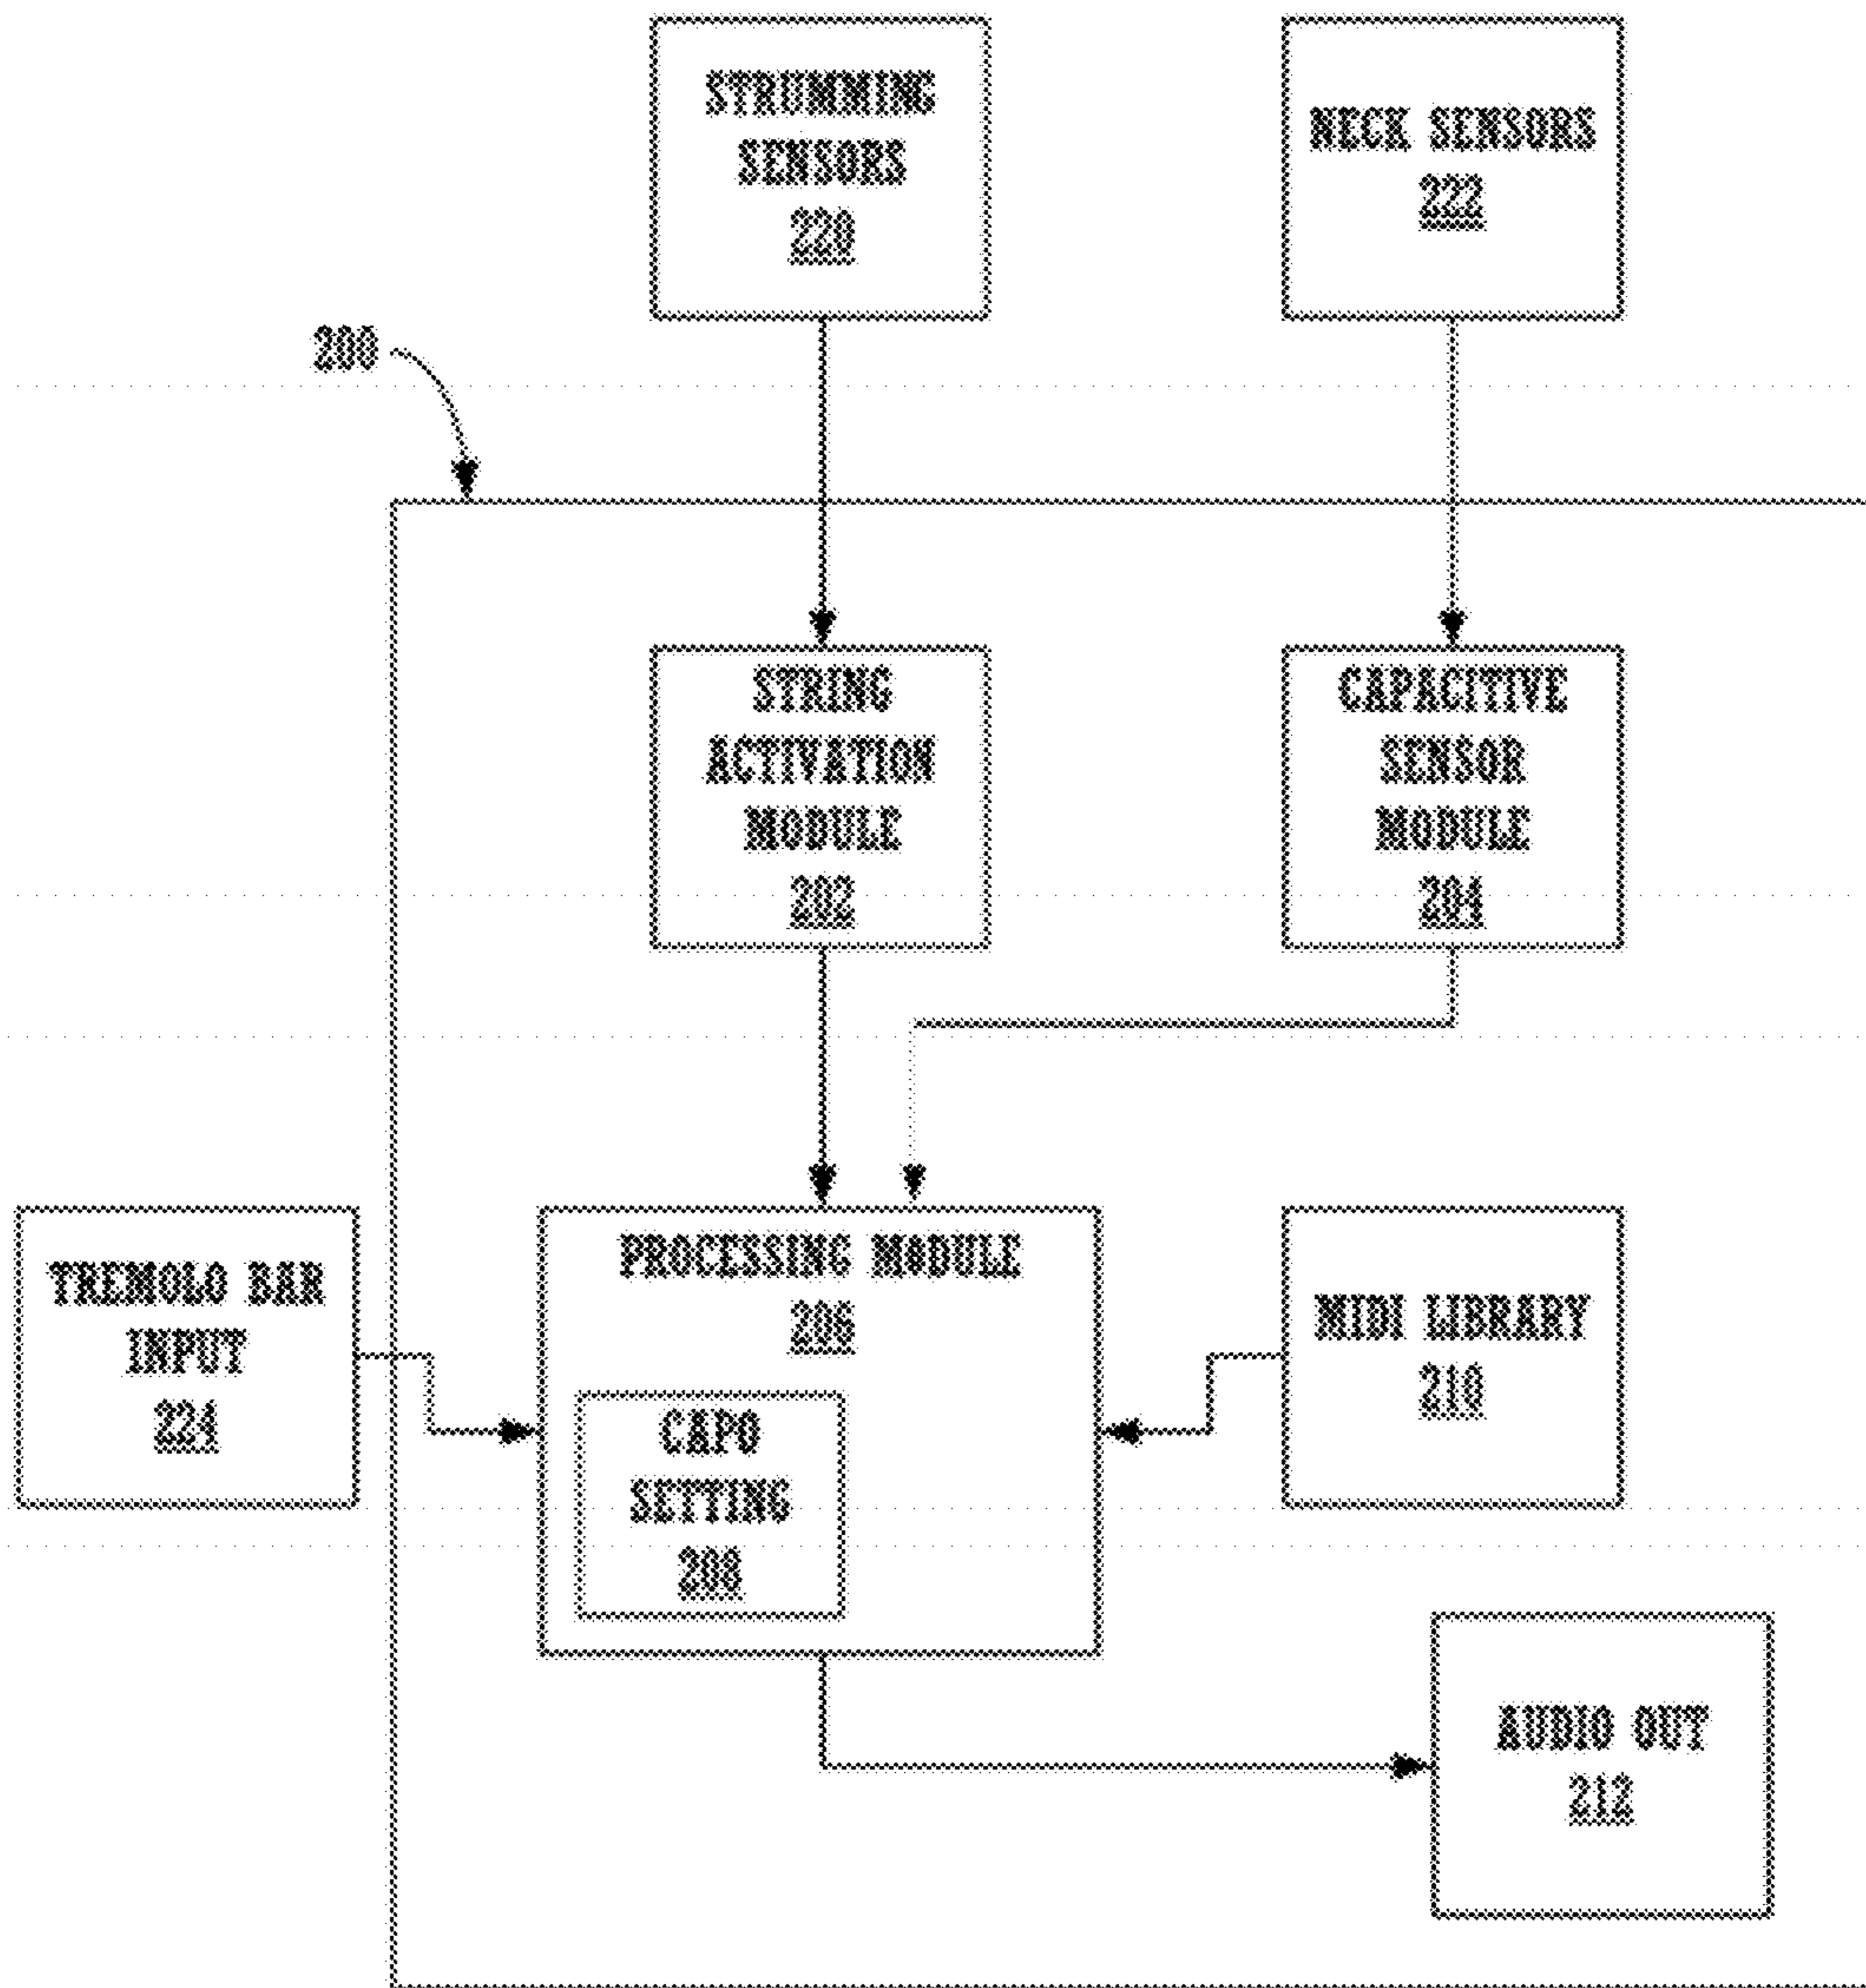 STRUMMING
SENSORS
220
NECK SENSORS
222
200
STRING
ACTIVATION
MODULE
202
CAPACITIVE
SENSOR
MODULE
204
TREMOLO BAR
INPUT
224
PROCESSING MODULE
206
CAPO
SETTING
208
MIDI LIBRARY
210
AUDIO OUT
212